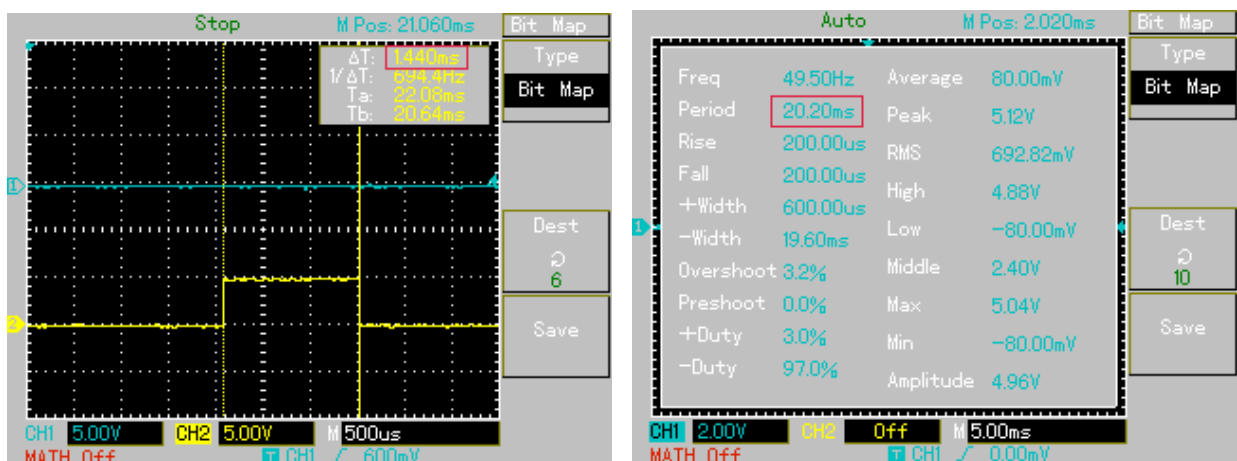 Stop M Pos: 21.060ms Bit Map
Type
Bit Map
ΔT: 1.440ms
1/ΔT: 694.4Hz
Ta: 22.08ms
Tb: 20.64ms
1
Dest
6
2
Save
CH1 5.00V CH2 5.00V M 500us
MATH Off T CH1 600mV
Auto M Pos: 2.020ms Bit Map
Type
Bit Map
Freq 49.50Hz Average 80.00mV
Period 20.20ms Peak 5.12V
Rise 200.00us RMS 692.82mV
Fall 200.00us High 4.88V
+Width 600.00us Low -80.00mV
-Width 19.60ms Middle 2.40V
Overshoot 3.2% Max 5.04V
Preshoot 0.0% Min -80.00mV
+Duty 3.0% Amplitude 4.96V
-Duty 97.0%
1
Dest
10
Save
CH1 2.00V CH2 Off M 5.00ms
MATH Off T CH1 0.00mV